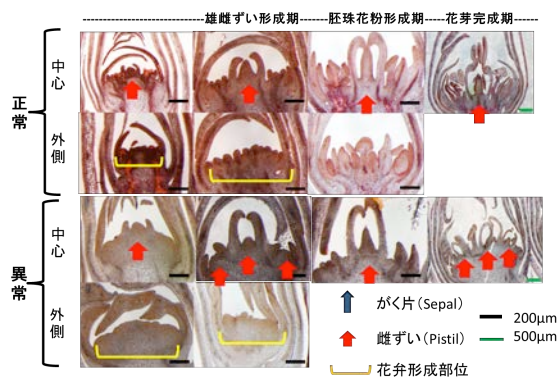 雄雌ずい形成期 胚珠花粉形成期 花芽完成期
正常
中心
外側
異常
中心
外側
がく片(Sepal)
雌ずい(Pistil)
花弁形成部位
200μm
500μm